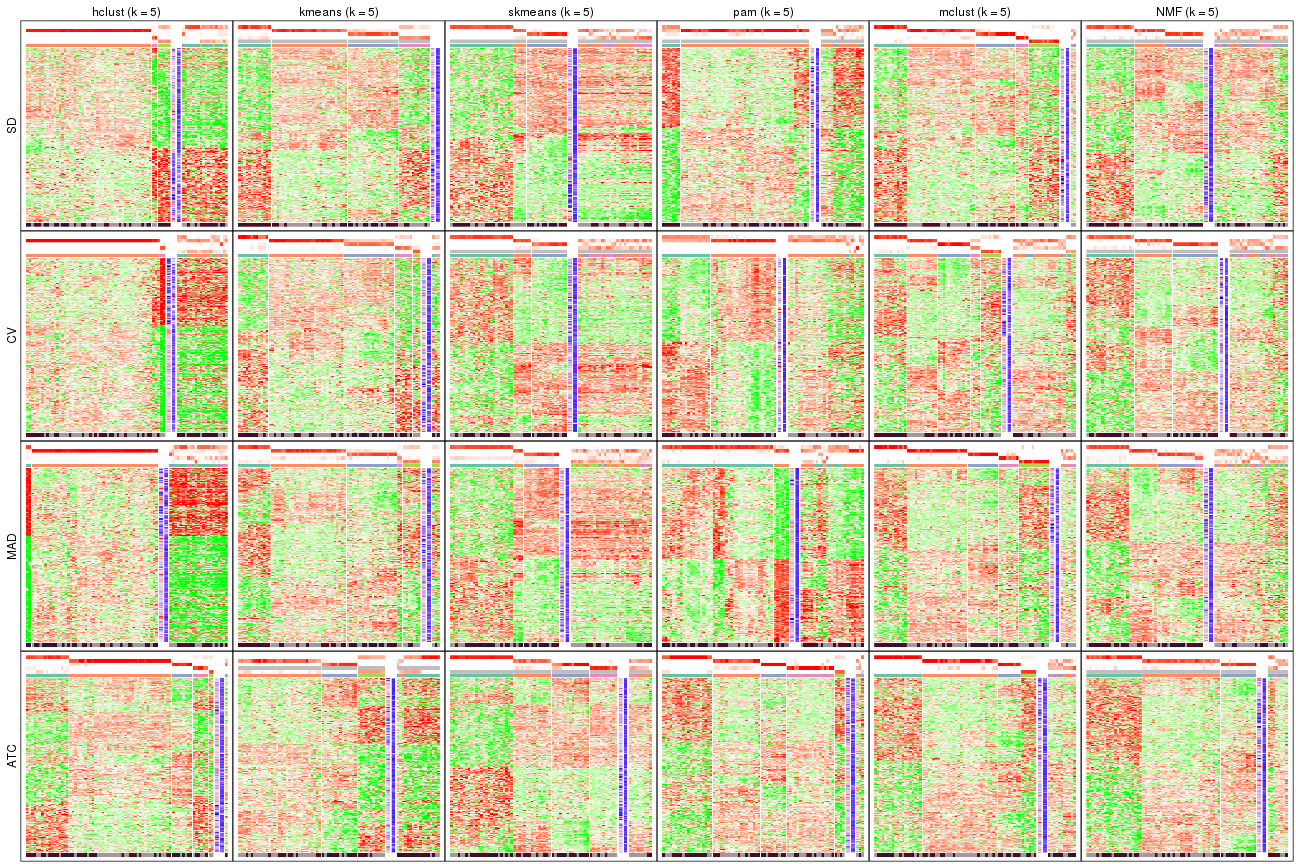 hclust (k = 5) kmeans (k = 5) skmeans (k = 5) pam (k = 5) mclust (k = 5) NMF (k = 5)
SD
CV
MAD
ATC